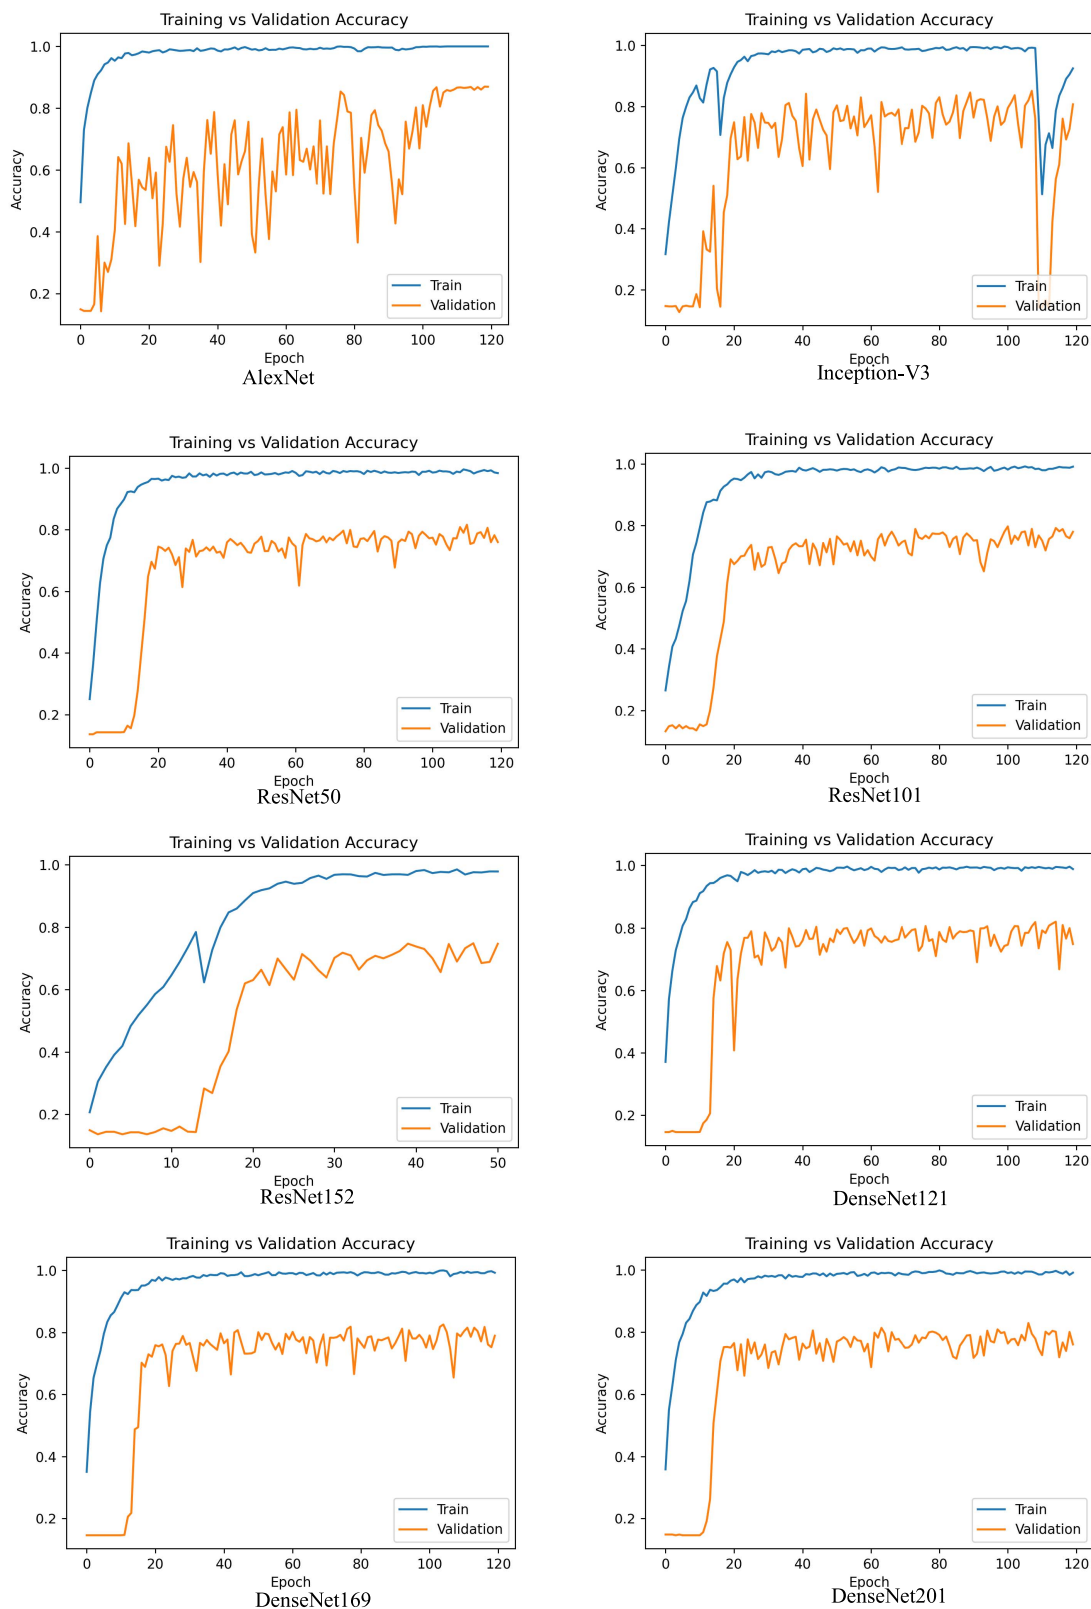 Training vs Validation Accuracy
1.0
0.8
0.6
0.4
0.2
Accuracy
Train
Validation
0 20 40 60 80 100 120
Epoch
AlexNet
Training vs Validation Accuracy
1.0
0.8
0.6
0.4
0.2
Accuracy
Train
Validation
0 20 40 60 80 100 120
Epoch
Inception-V3
Training vs Validation Accuracy
1.0
0.8
0.6
0.4
0.2
Accuracy
Train
Validation
0 20 40 60 80 100 120
Epoch
ResNet50
Training vs Validation Accuracy
1.0
0.8
0.6
0.4
0.2
Accuracy
Train
Validation
0 20 40 60 80 100 120
Epoch
ResNet101
Training vs Validation Accuracy
1.0
0.8
0.6
0.4
0.2
Accuracy
Train
Validation
0 10 20 30 40 50
Epoch
ResNet152
Training vs Validation Accuracy
1.0
0.8
0.6
0.4
0.2
Accuracy
Train
Validation
0 20 40 60 80 100 120
Epoch
DenseNet121
Training vs Validation Accuracy
1.0
0.8
0.6
0.4
0.2
Accuracy
Train
Validation
0 20 40 60 80 100 120
Epoch
DenseNet169
Training vs Validation Accuracy
1.0
0.8
0.6
0.4
0.2
Accuracy
Train
Validation
0 20 40 60 80 100 120
Epoch
DenseNet201